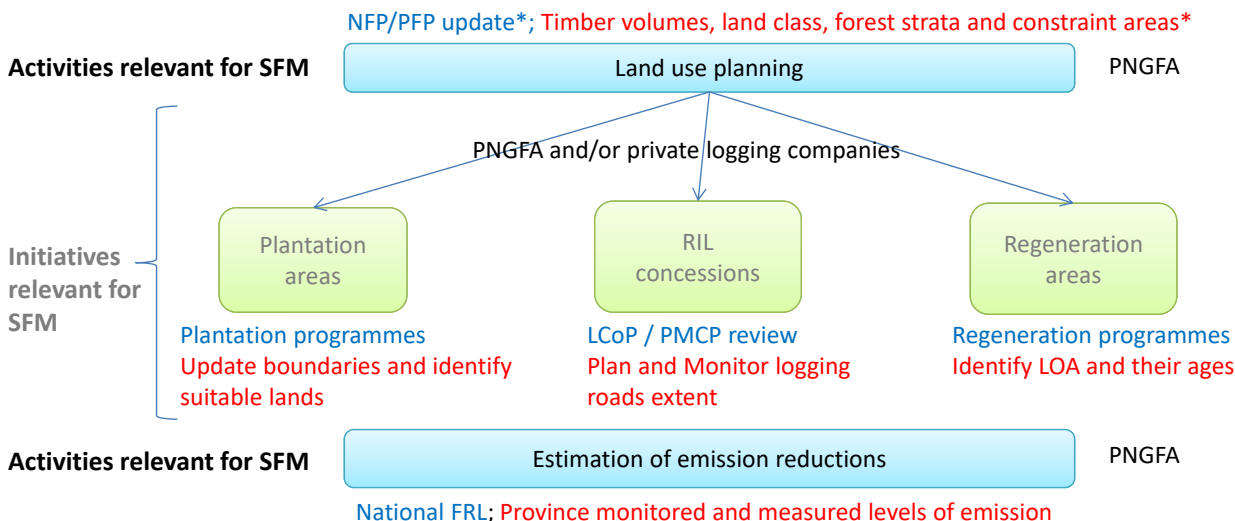 NFP/PFP update*; Timber volumes, land class, forest strata and constraint areas*
Activities relevant for SFM
Land use planning
PNGFA
PNGFA and/or private logging companies
Initiatives
relevant for
SFM
Plantation
areas
RIL
concessions
Regeneration
areas
Plantation programmes
Update boundaries and identify
suitable lands
LCoP / PMCP review
Plan and Monitor logging
roads extent
Regeneration programmes
Identify LOA and their ages
Activities relevant for SFM
Estimation of emission reductions
PNGFA
National FRL; Province monitored and measured levels of emission